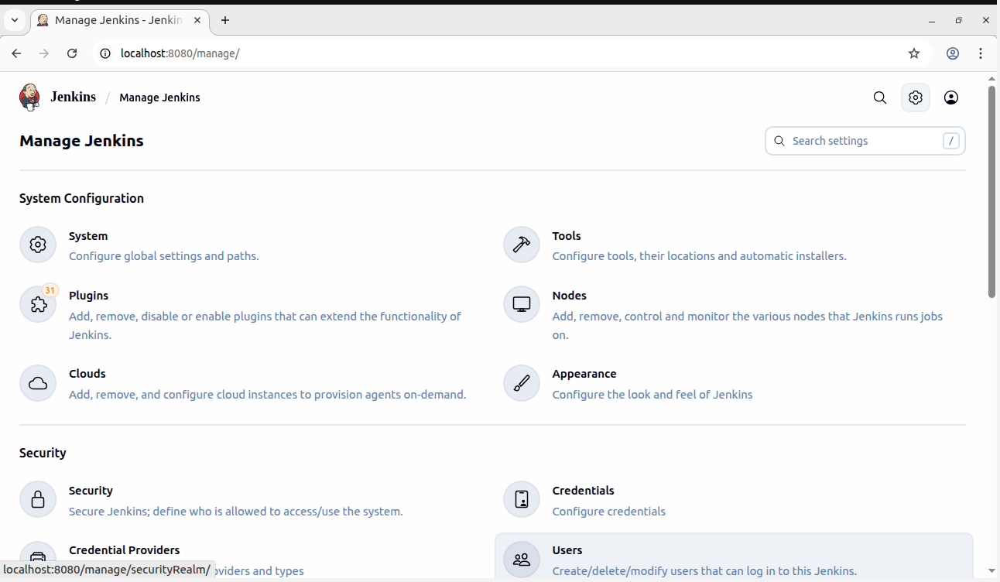 Manage Jenkins - Jenkin
localhost:8080/manage/
Jenkins / Manage Jenkins
Manage Jenkins
Search settings /
System Configuration
System
Configure global settings and paths.
Tools
Configure tools, their locations and automatic installers.
31
Plugins
Add, remove, disable or enable plugins that can extend the functionality of
Jenkins.
Nodes
Add, remove, control and monitor the various nodes that Jenkins runs jobs
on.
Clouds
Add, remove, and configure cloud instances to provision agents on-demand.
Appearance
Configure the look and feel of Jenkins
Security
Security
Secure Jenkins; define who is allowed to access/use the system.
Credentials
Configure credentials
Credential Providers
oviders and types
Users
Create/delete/modify users that can log in to this Jenkins.
localhost:8080/manage/securityRealm/